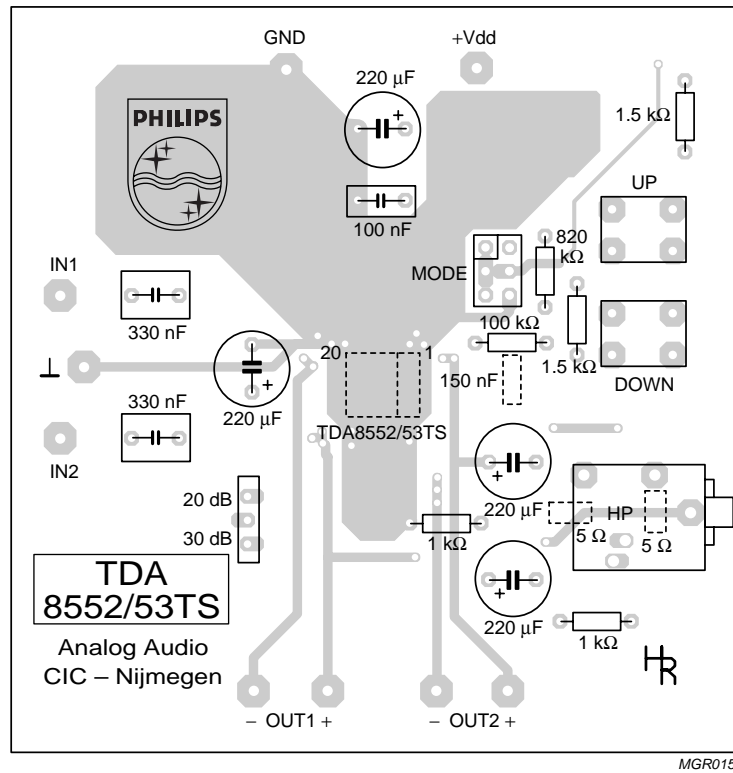 GND
+Vdd
220 μF
+
PHILIPS
1.5 kΩ
100 nF
UP
MODE
820
kΩ
IN1
330 nF
100 kΩ
20
1
1.5 kΩ
150 nF
DOWN
+
220 μF
TDA8552/53TS
330 nF
IN2
+
220 μF
20 dB
30 dB
HP
5 Ω
5 Ω
1 kΩ
TDA
8552/53TS
+
220 μF
1 kΩ
Analog Audio
CIC – Nijmegen
HR
– OUT1 +
– OUT2 +
MGR015